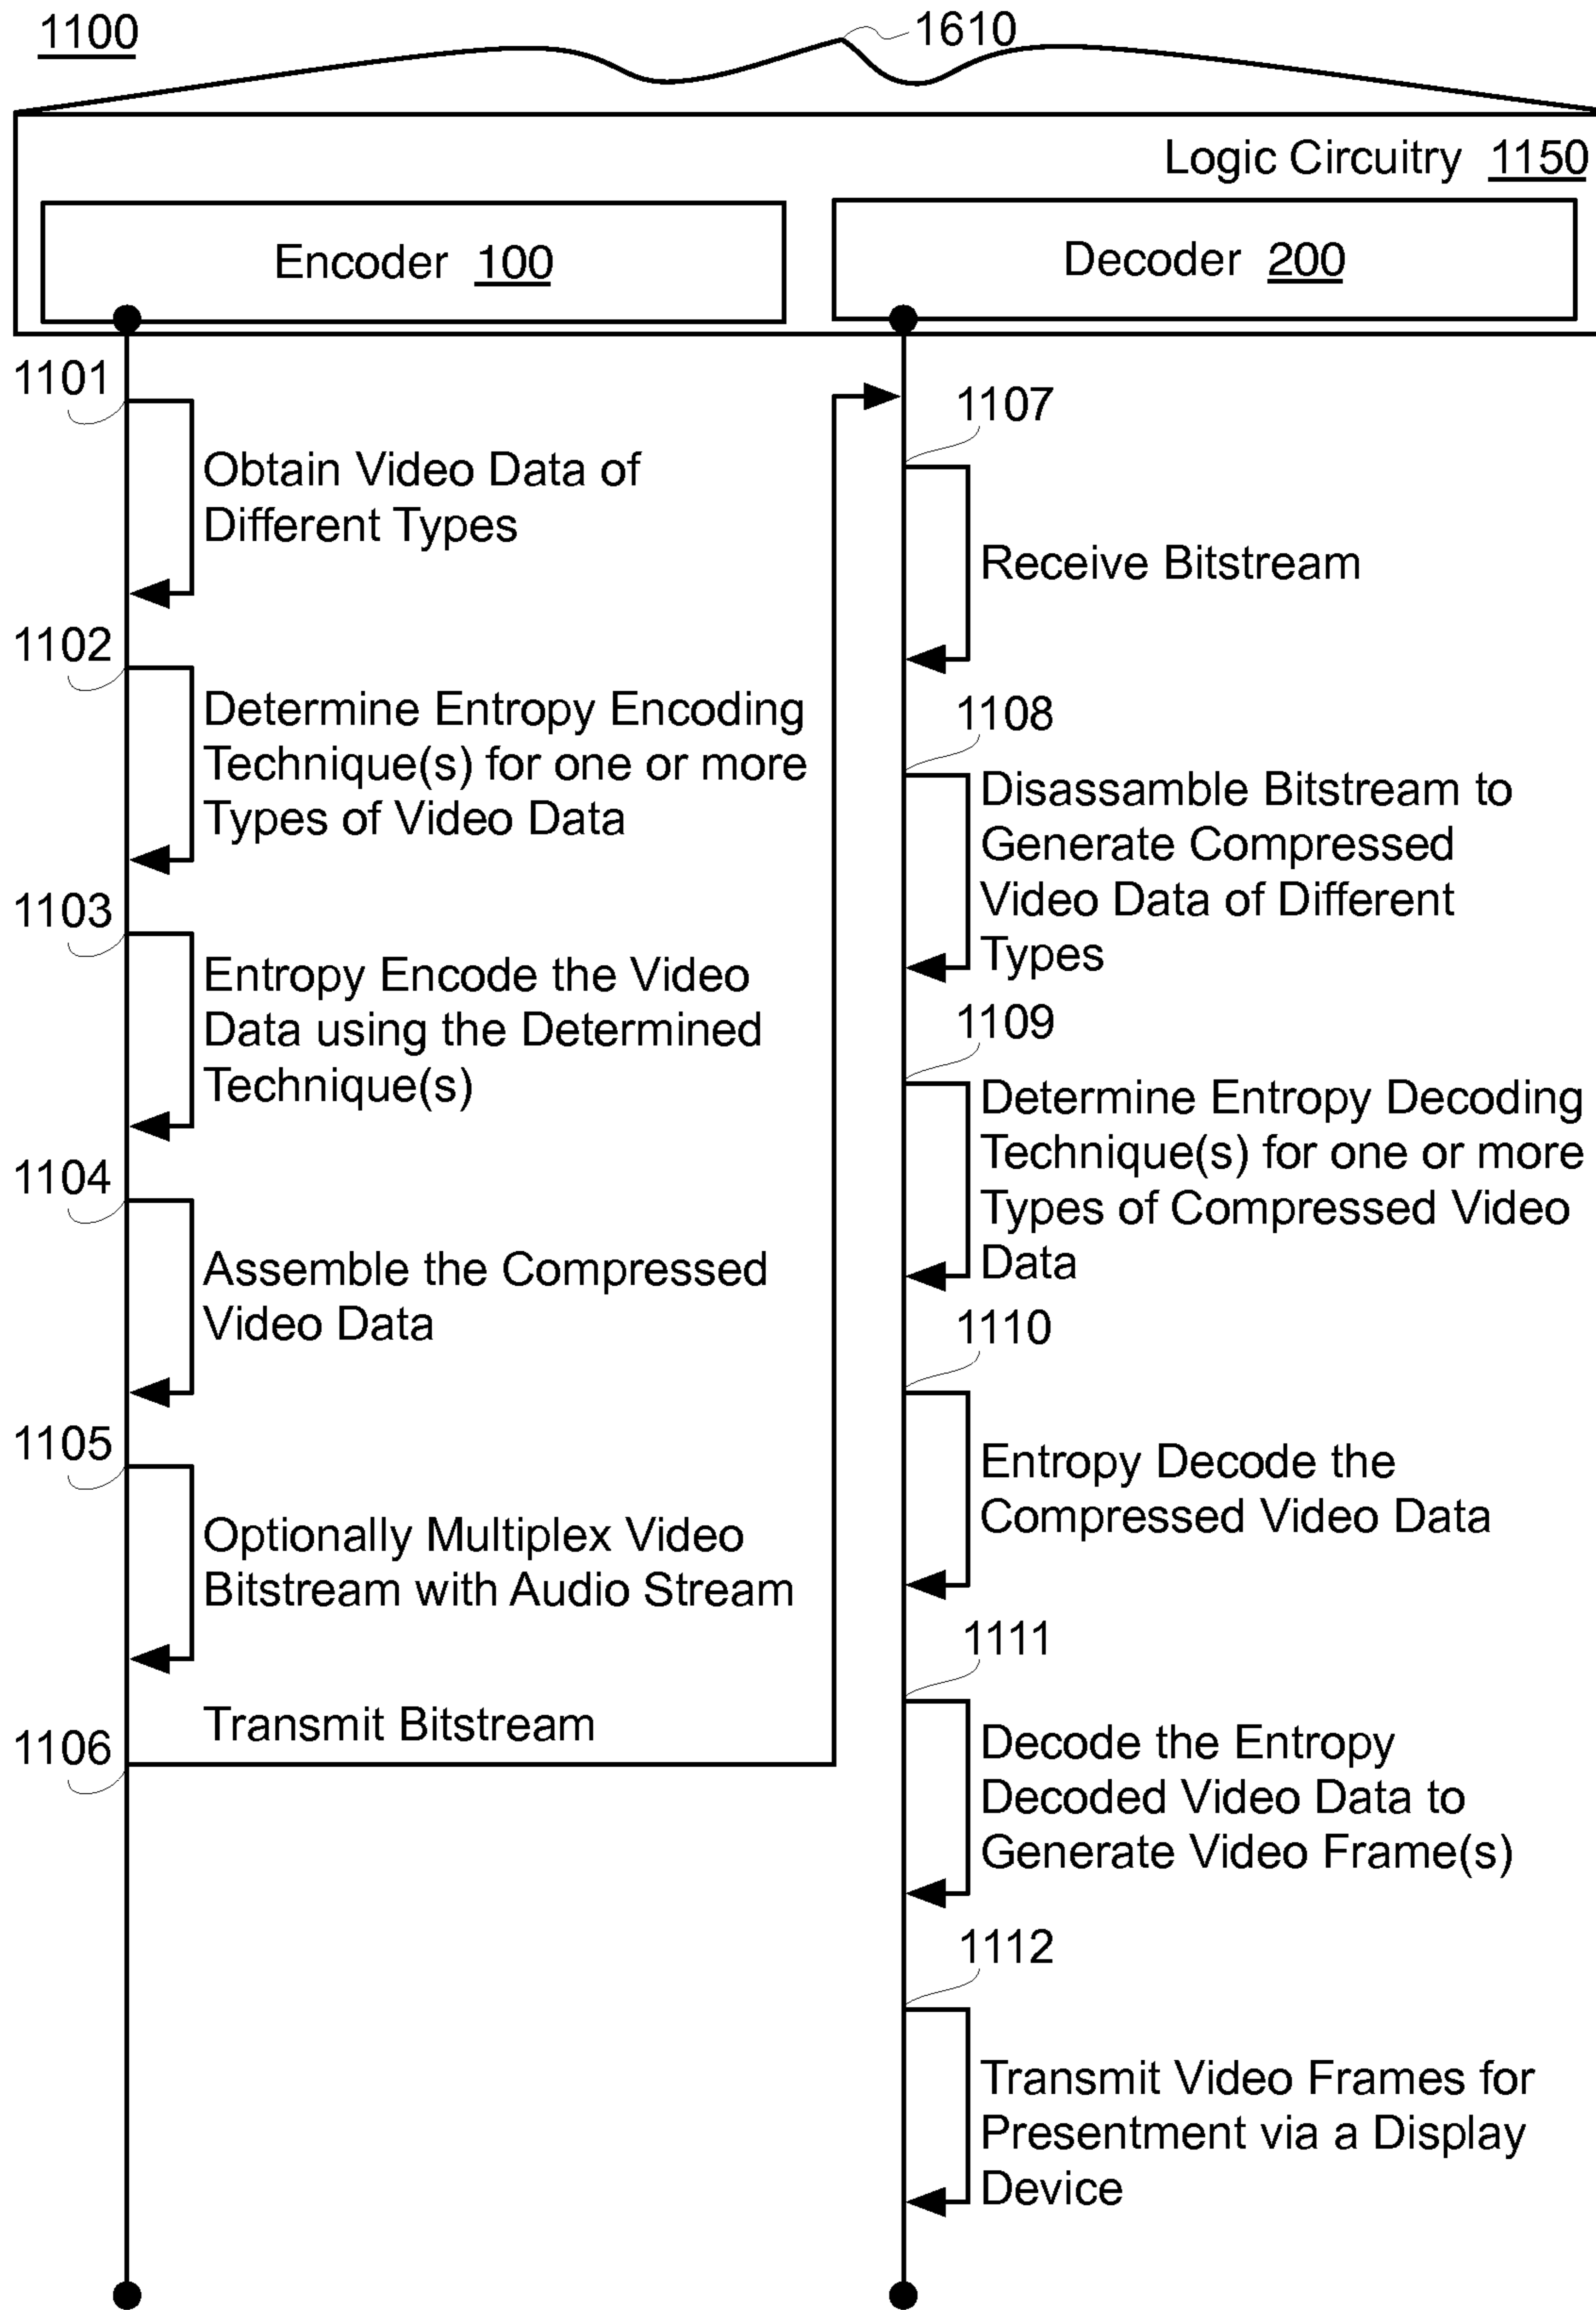 1100
1610
Logic Circuitry 1150
Encoder 100
Decoder 200
1101
Obtain Video Data of
Different Types
1102
Determine Entropy Encoding
Technique(s) for one or more
Types of Video Data
1103
Entropy Encode the Video
Data using the Determined
Technique(s)
1104
Assemble the Compressed
Video Data
1105
Optionally Multiplex Video
Bitstream with Audio Stream
Transmit Bitstream
1106
1107
Receive Bitstream
1108
Disassamble Bitstream to
Generate Compressed
Video Data of Different
Types
1109
Determine Entropy Decoding
Technique(s) for one or more
Types of Compressed Video
Data
1110
Entropy Decode the
Compressed Video Data
1111
Decode the Entropy
Decoded Video Data to
Generate Video Frame(s)
1112
Transmit Video Frames for
Presentment via a Display
Device